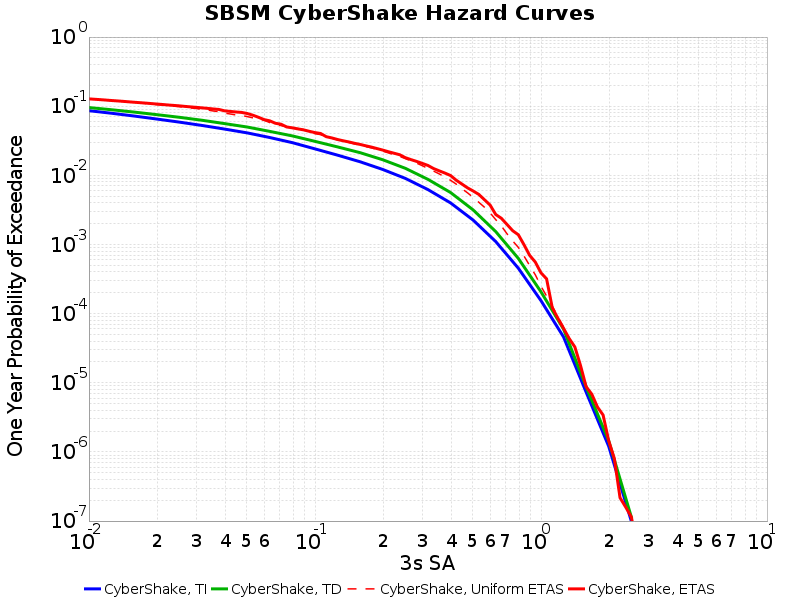 SBSM CyberShake Hazard Curves
One Year Probability of Exceedance
10^0
10^-1
10^-2
10^-3
10^-4
10^-5
10^-6
10^-7
10^-2 2 3 4 5 6 10^-1 2 3 4 5 6 7 10^0 2 3 4 5 6 7 10^1
3s SA
CyberShake, TI CyberShake, TD CyberShake, Uniform ETAS CyberShake, ETAS